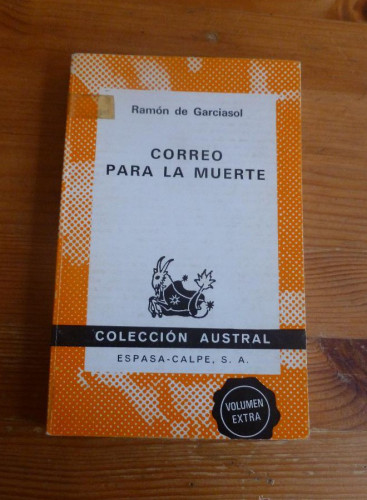 Ramón de Garciasol
CORREO
PARA LA MUERTE
COLECCIÓN AUSTRAL
ESPASA-CALPE, S. A.
VOLUMEN
EXTRA